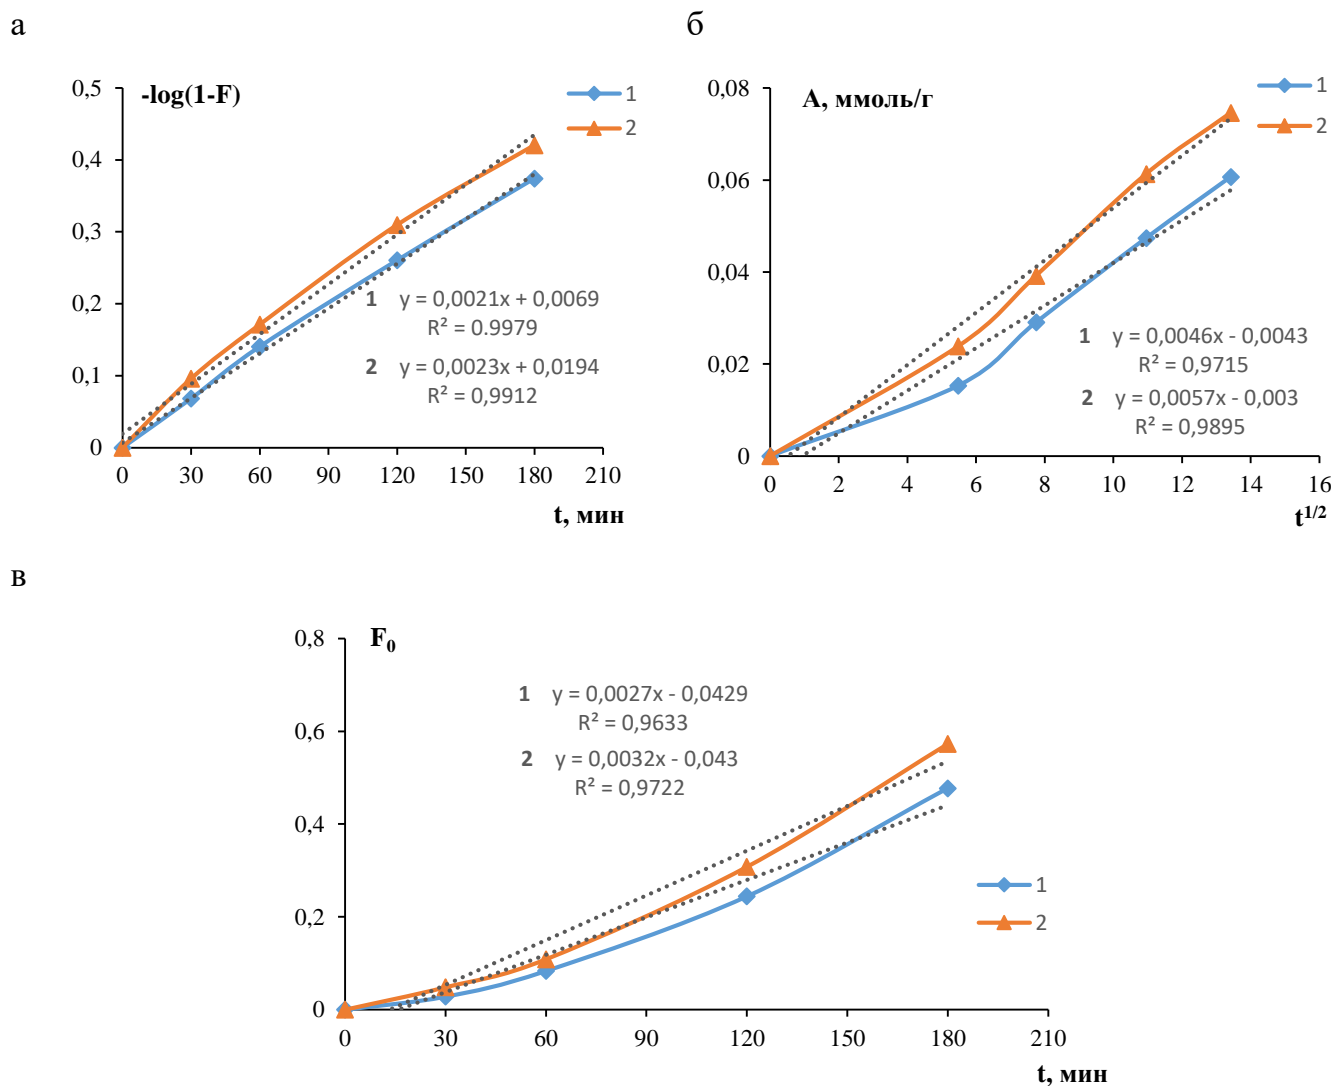 а
-log(1-F)
0,5
0,4
0,3
0,2
0,1
0
1
2
1 y = 0,0021x + 0,0069
R² = 0.9979
2 y = 0,0023x + 0,0194
R² = 0,9912
0 30 60 90 120 150 180 210
t, мин
б
А, ммоль/г
0,08
0,06
0,04
0,02
0
1
2
1 y = 0,0046x - 0,0043
R² = 0,9715
2 y = 0,0057x - 0,003
R² = 0,9895
0 2 4 6 8 10 12 14 16
t1/2
в
F0
0,8
0,6
0,4
0,2
0
1 y = 0,0027x - 0,0429
R² = 0,9633
2 y = 0,0032x - 0,043
R² = 0,9722
1
2
0 30 60 90 120 150 180 210
t, мин